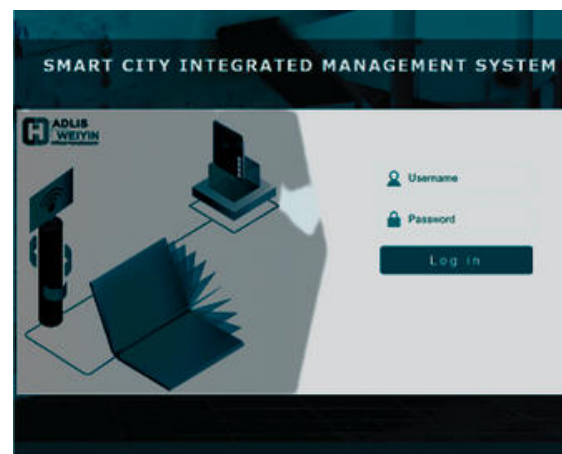 SMART CITY INTEGRATED MANAGEMENT SYSTEM
ADLIS
WEIYIN
Username
Password
Log in